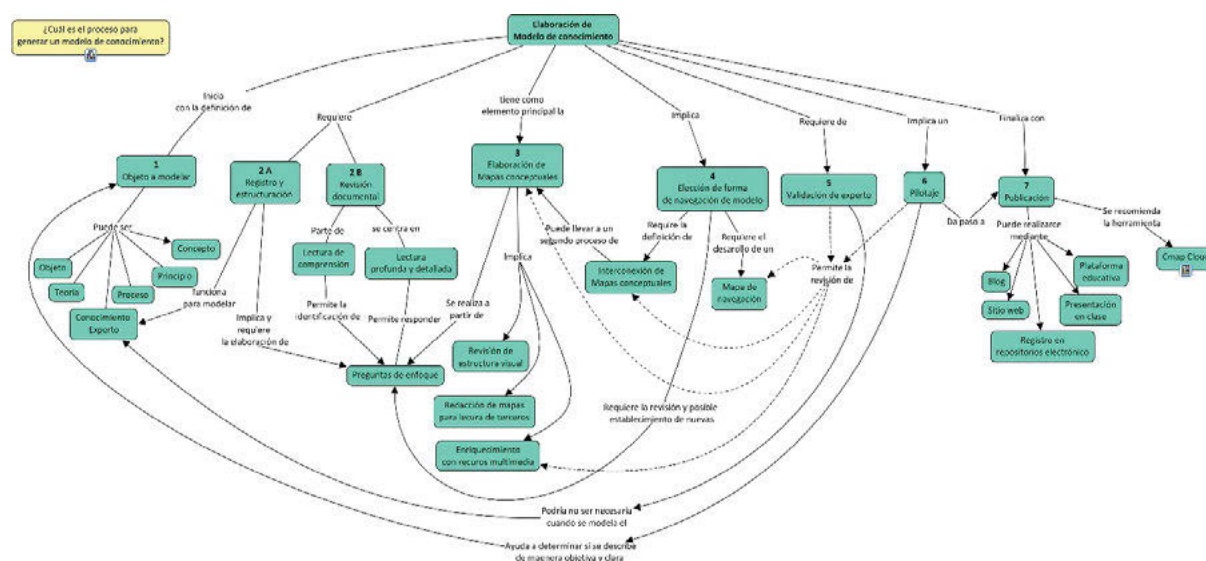 ¿Cuál es el proceso para
generar un modelo de conocimiento?
Elaboración de
Modelo de conocimiento
Inicia
con la definición de
Requiere
tiene como
elemento principal la
Implica
Requiere de
Implica un
Finaliza con
1
Objeto a modelar
2 A
Registro y
estructuración
2 B
Revisión
documental
3
Elaboración de
Mapas conceptuales
4
Elección de forma
de navegación de modelo
5
Validación de experto
6
Pilotaje
7
Publicación
Da paso a
Se recomienda
la herramienta
Cmap Cloud
Puede ser
Objeto
Teoría
Proceso
Principio
Concepto
funciona
para modelar
Conocimiento
Experto
Implica y
requiere
la elaboración de
Parte de
Lectura de
comprensión
Permite la
identificación de
se centra en
Lectura
profunda y detallada
Permite responder
Preguntas de enfoque
Se realiza a
partir de
Implica
Revisión de
estructura visual
Redacción de mapas
para lecura de terceros
Enriquecimiento
con recuros multimedia
Puede llevar a un
segundo proceso de
Require la
definición de
Interconexión de
Mapas conceptuales
Requiere el
desarrollo de un
Mapa de
navegación
Permite la
revisión de
Requiere la revisión y posible
establecimiento de nuevas
Puede realizarce
mediante
Blog
Sitio web
Registro en
repositorios electrónico
Presentación
en clase
Plataforma
educativa
Podría no ser necesaria
cuando se modela el
Ayuda a determinar si se describe
de maenera objetiva y clara